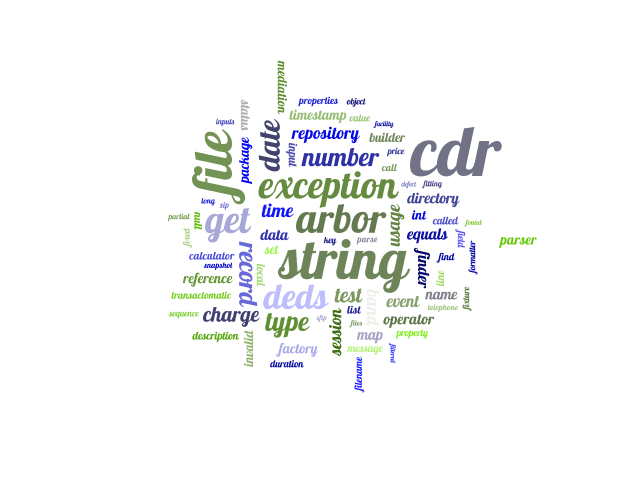 mediation
properties
object
status
timestamp
value
inputs
date
repository
facility
builder
file
package
input
number
price
cdr
call
exception
defect
fitting
long
zip
directory
partial
null
get
time
arbor
usage
int
called
found
fixed
data
key
parse
equals
field
parser
calculator
set
string
finder
find
formatter
snapshot
record
local
reference
line
transactomatic
deds
test
band
event
name
fixture
telephone
sequence
charge
type
sftp
list
session
files
operator
description
invalid
map
property
factory
message
filterid
duration
filename